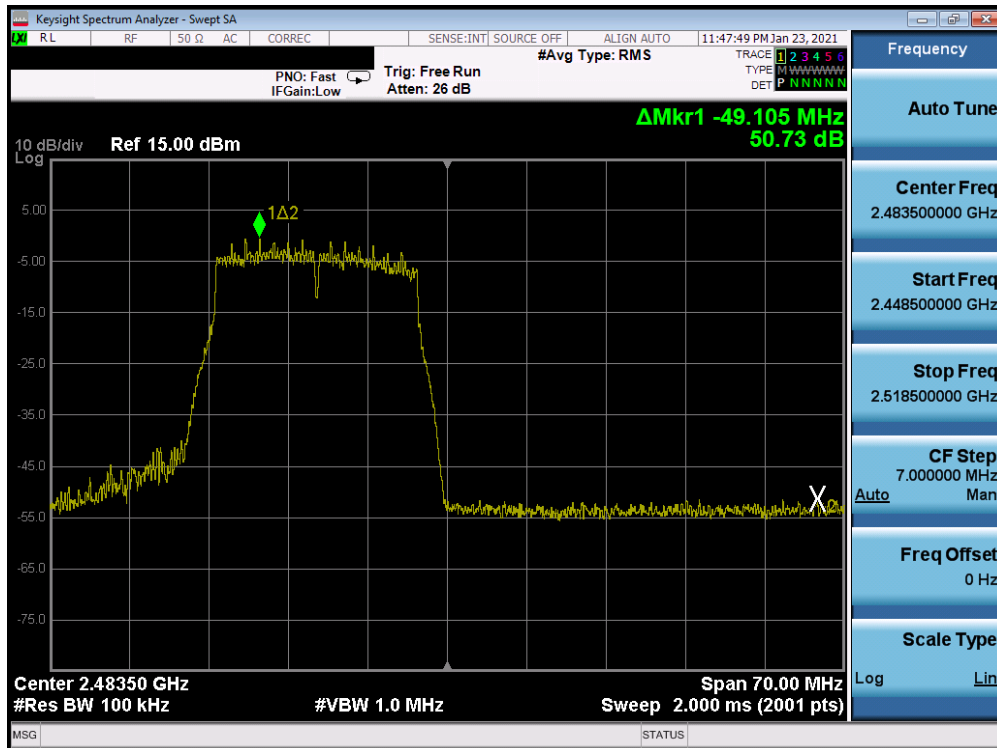 Keysight Spectrum Analyzer - Swept SA
LXI RL RF 50 Ω AC CORREC SENSE:INT SOURCE OFF ALIGN AUTO 11:47:49 PM Jan 23, 2021
#Avg Type: RMS
TRACE 1 2 3 4 5 6
PNO: Fast Trig: Free Run
TYPE M WWWWW
IFGain:Low Atten: 26 dB
DET P N N N N N
ΔMkr1 -49.105 MHz
50.73 dB
10 dB/div Ref 15.00 dBm
Log
5.00
1Δ2
-5.00
-15.0
-25.0
-35.0
-45.0
X
-55.0
-65.0
-75.0
Center 2.48350 GHz Span 70.00 MHz
#Res BW 100 kHz #VBW 1.0 MHz Sweep 2.000 ms (2001 pts)
MSG STATUS
Frequency
Auto Tune
Center Freq
2.483500000 GHz
Start Freq
2.448500000 GHz
Stop Freq
2.518500000 GHz
CF Step
7.000000 MHz
Auto Man
Freq Offset
0 Hz
Scale Type
Log Lin